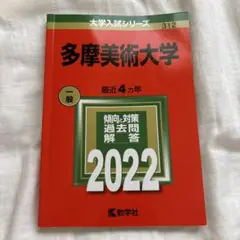 大学入試シリーズ
312
多摩美術大学
一般
最近4ヵ年
傾向と対策
過去問
解答
2022
教学社